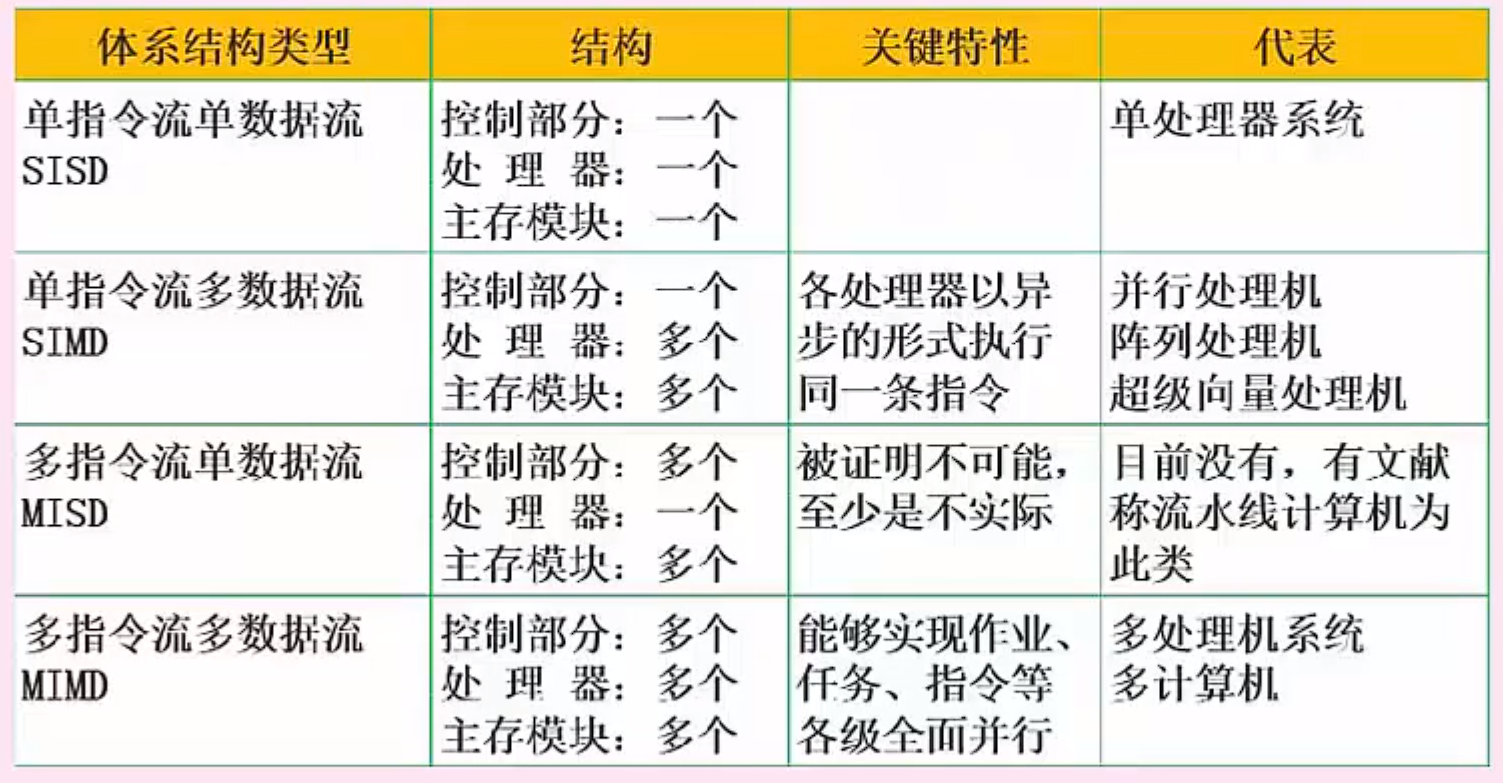 体系结构类型 结构 关键特性 代表
单指令流单数据流 控制部分：一个 单处理器系统
SISD 处 理 器：一个
主存模块：一个
单指令流多数据流 控制部分：一个 各处理器以异 并行处理机
SIMD 处 理 器：多个 步的形式执行 阵列处理机
主存模块：多个 同一条指令 超级向量处理机
多指令流单数据流 控制部分：多个 被证明不可能， 目前没有，有文献
MISD 处 理 器：一个 至少是不实际 称流水线计算机为
主存模块：多个 此类
多指令流多数据流 控制部分：多个 能够实现作业、 多处理机系统
MIMD 处 理 器：多个 任务、指令等 多计算机
主存模块：多个 各级全面并行